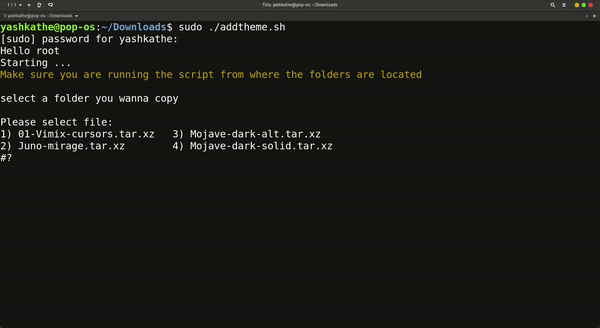 1 / 1
Tilix: yashkathe@pop-os: ~/Downloads
1: yashkathe@pop-os: ~/Downloads
yashkathe@pop-os:~/Downloads$ sudo ./addtheme.sh
[sudo] password for yashkathe:
Hello root
Starting ...
Make sure you are running the script from where the folders are located
select a folder you wanna copy
Please select file:
1) 01-Vimix-cursors.tar.xz   3) Mojave-dark-alt.tar.xz
2) Juno-mirage.tar.xz        4) Mojave-dark-solid.tar.xz
#?